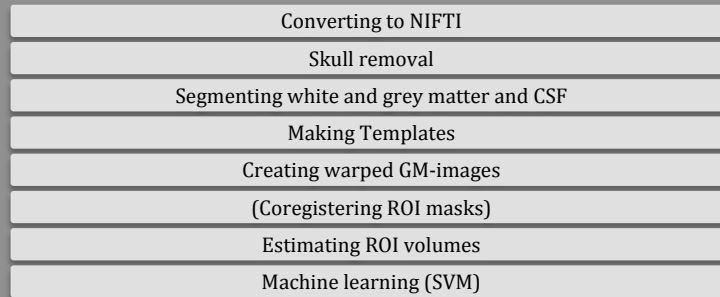 Converting to NIFTI
Skull removal
Segmenting white and grey matter and CSF
Making Templates
Creating warped GM-images
(Coregistering ROI masks)
Estimating ROI volumes
Machine learning (SVM)